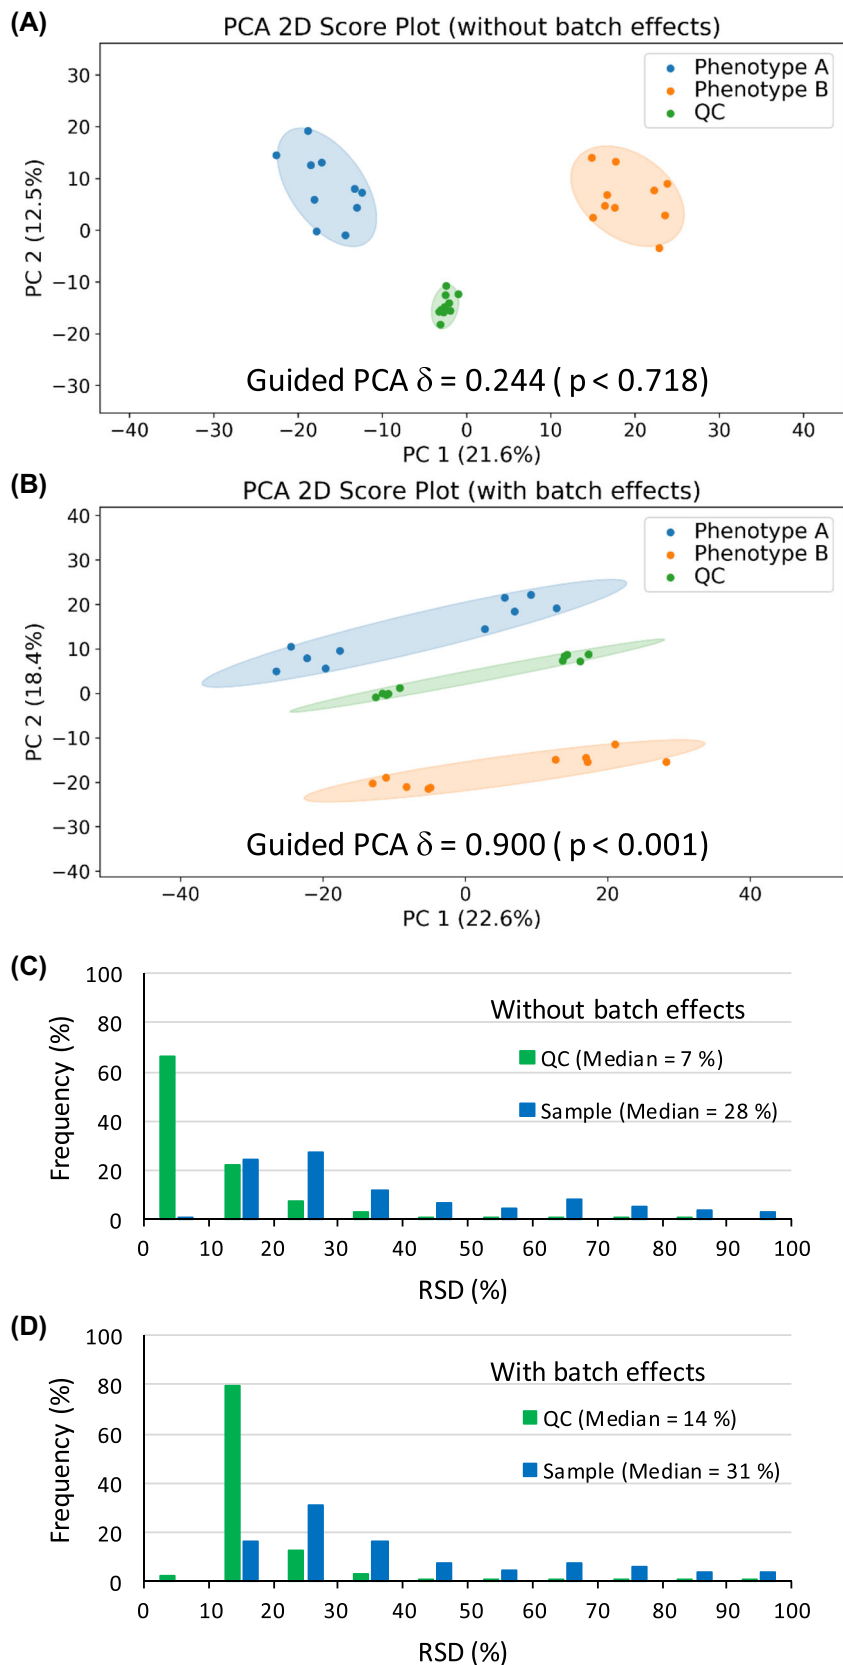 (A)
PCA 2D Score Plot (without batch effects)
Phenotype A
Phenotype B
QC
30
20
10
0
−10
−20
−30
PC 2 (12.5%)
Guided PCA δ = 0.244 ( p < 0.718)
−40 −30 −20 −10 0 10 20 30 40
PC 1 (21.6%)
(B)
PCA 2D Score Plot (with batch effects)
Phenotype A
Phenotype B
QC
40
30
20
10
0
−10
−20
−30
−40
PC 2 (18.4%)
Guided PCA δ = 0.900 ( p < 0.001)
−40 −20 0 20 40
PC 1 (22.6%)
(C)
Without batch effects
QC (Median = 7 %)
Sample (Median = 28 %)
100
80
60
40
20
0
Frequency (%)
0 10 20 30 40 50 60 70 80 90 100
RSD (%)
(D)
With batch effects
QC (Median = 14 %)
Sample (Median = 31 %)
100
80
60
40
20
0
Frequency (%)
0 10 20 30 40 50 60 70 80 90 100
RSD (%)